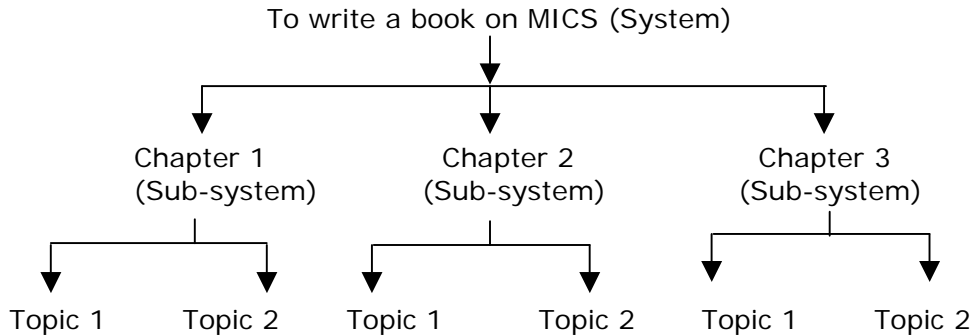 To write a book on MICS (System)
Chapter 1
(Sub-system)
Chapter 2
(Sub-system)
Chapter 3
(Sub-system)
Topic 1
Topic 2
Topic 1
Topic 2
Topic 1
Topic 2